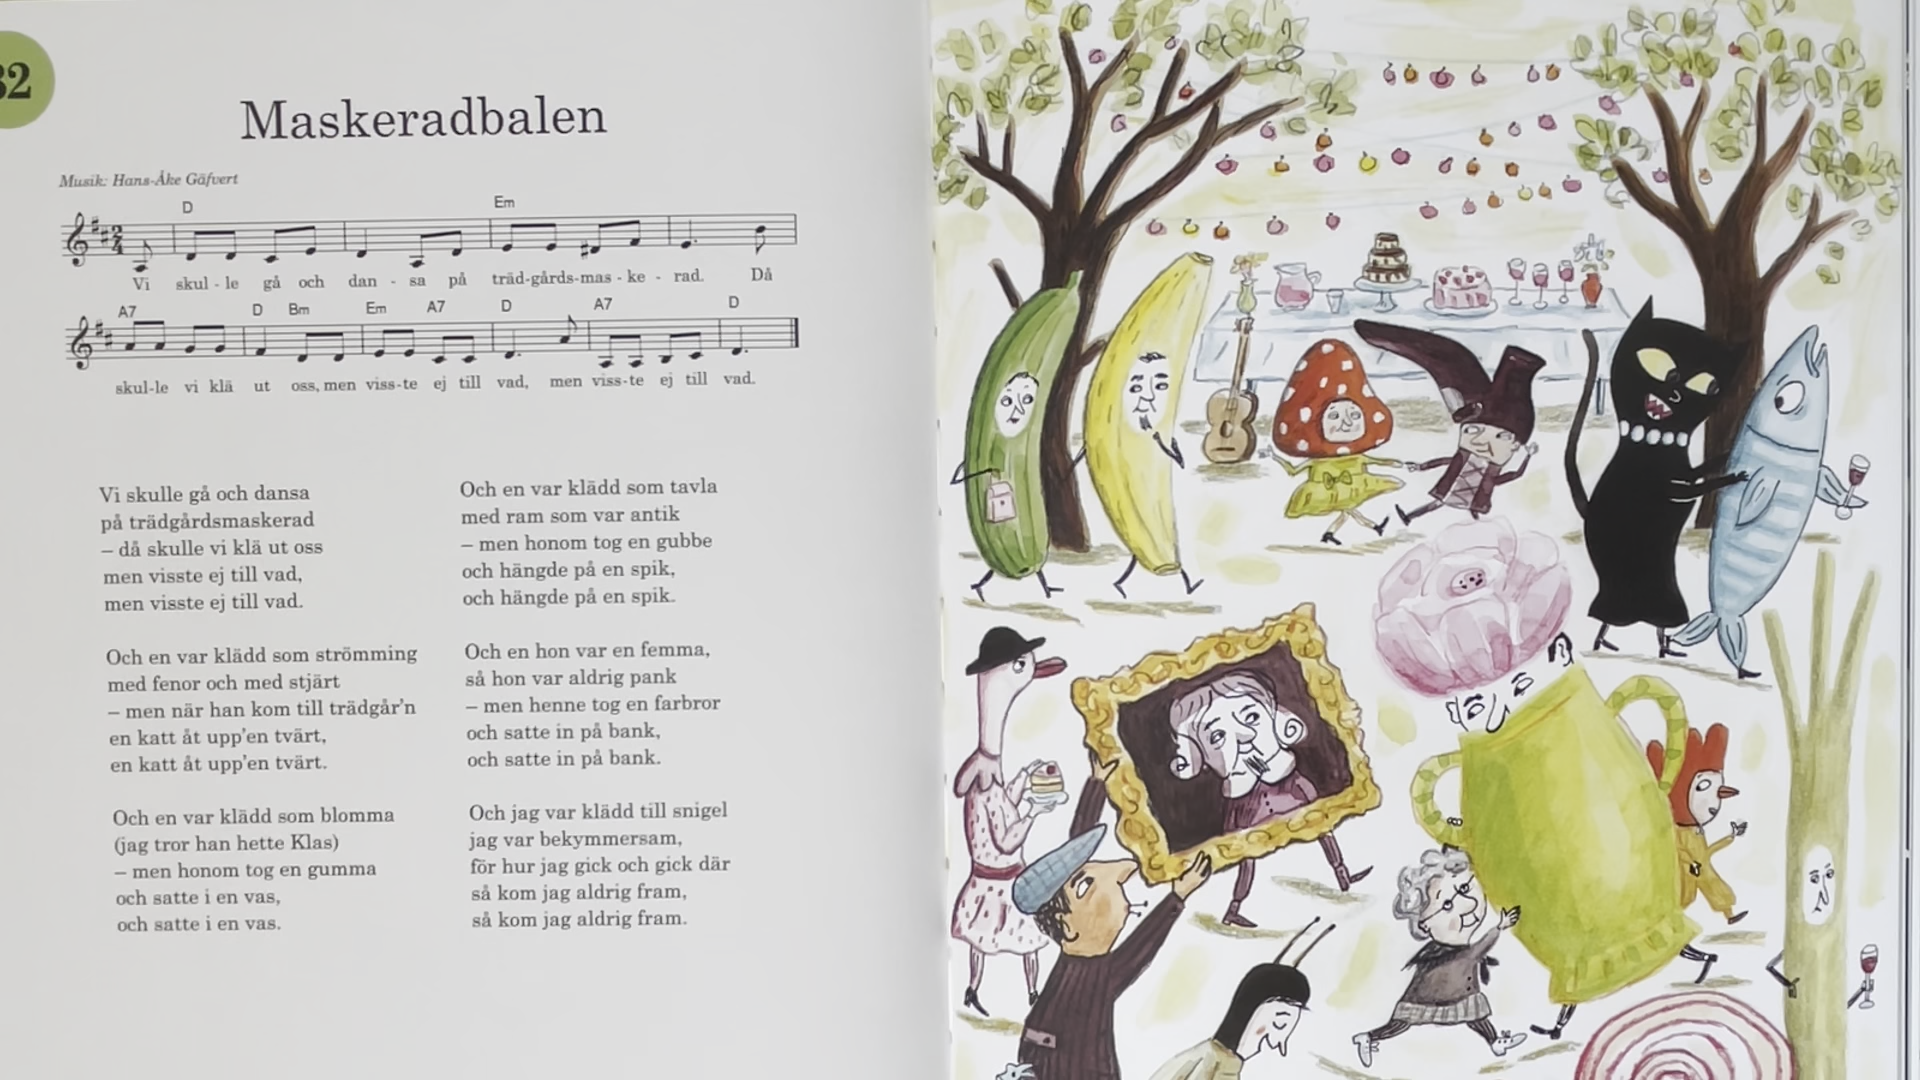 32
Maskeradbalen
Musik: Hans-Åke Gäfvert
D Em
Vi skul - le gå och dan - sa på träd-gårds-mas - ke - rad. Då
A7 D Bm Em A7 D A7 D
skul-le vi klä ut oss, men viss-te ej till vad, men viss-te ej till vad.
Vi skulle gå och dansa
på trädgårdsmaskerad
– då skulle vi klä ut oss
men visste ej till vad,
men visste ej till vad.
Och en var klädd som strömming
med fenor och med stjärt
– men när han kom till trädgår'n
en katt åt upp'en tvärt,
en katt åt upp'en tvärt.
Och en var klädd som blomma
(jag tror han hette Klas)
– men honom tog en gumma
och satte i en vas,
och satte i en vas.
Och en var klädd som tavla
med ram som var antik
– men honom tog en gubbe
och hängde på en spik,
och hängde på en spik.
Och en hon var en femma,
så hon var aldrig pank
– men henne tog en farbror
och satte in på bank,
och satte in på bank.
Och jag var klädd till snigel
jag var bekymmersam,
för hur jag gick och gick där
så kom jag aldrig fram,
så kom jag aldrig fram.